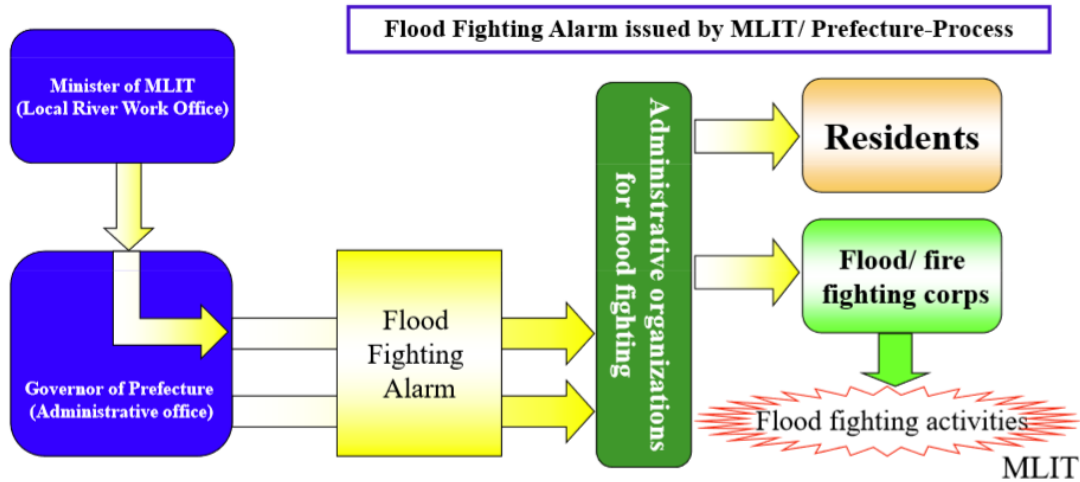 Flood Fighting Alarm issued by MLIT/ Prefecture-Process
Minister of MLIT
(Local River Work Office)
Governor of Prefecture
(Administrative office)
Flood
Fighting
Alarm
Administrative organizations
for flood fighting
Residents
Flood/ fire
fighting corps
Flood fighting activities
MLIT